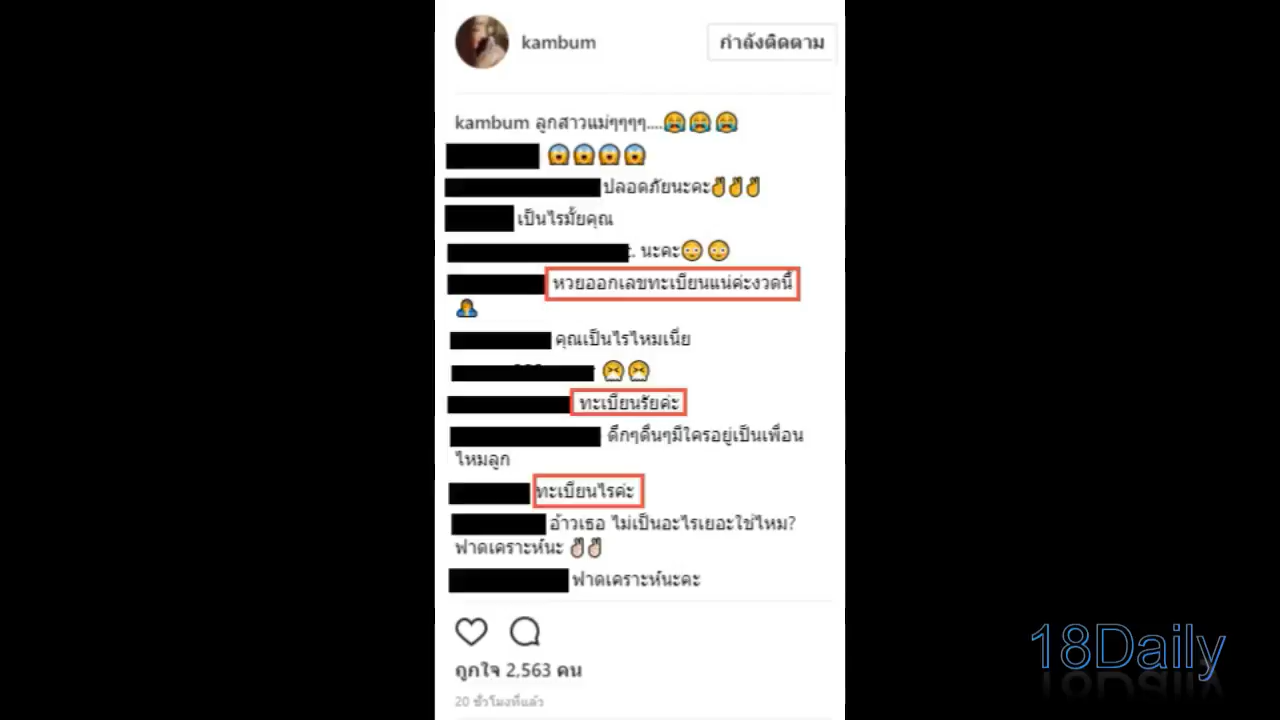 kambum
กำลังติดตาม
kambum ลูกสาวแม่ๆๆๆๆ....😭😭😭
😱😱😱😱
ปลอดภัยนะคะ✌✌✌
เป็นไรมั้ยคุณ
นะคะ😳😳
หวยออกเลขทะเบียนแน่ค่ะงวดนี้
คุณเป็นไรไหมเนี่ย
ทะเบียนรัยค่ะ
ดึกๆดื่นๆมีใครอยู่เป็นเพื่อน
ไหมลูก
ทะเบียนไรค่ะ
อ้าวเธอ ไม่เป็นอะไรเยอะใช่ไหม?
ฟาดเคราะห์นะ ✌✌
ฟาดเคราะห์นะคะ
ถูกใจ 2,563 คน
20 ชั่วโมงที่แล้ว
18Daily